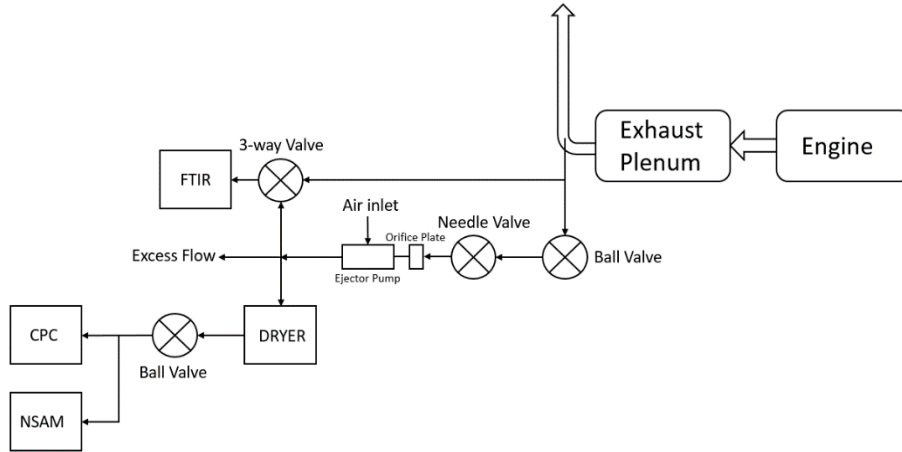 Exhaust
Plenum
Engine
3-way Valve
FTIR
Air inlet
Needle Valve
Orifice Plate
Excess Flow
Ejector Pump
Ball Valve
CPC
DRYER
Ball Valve
NSAM